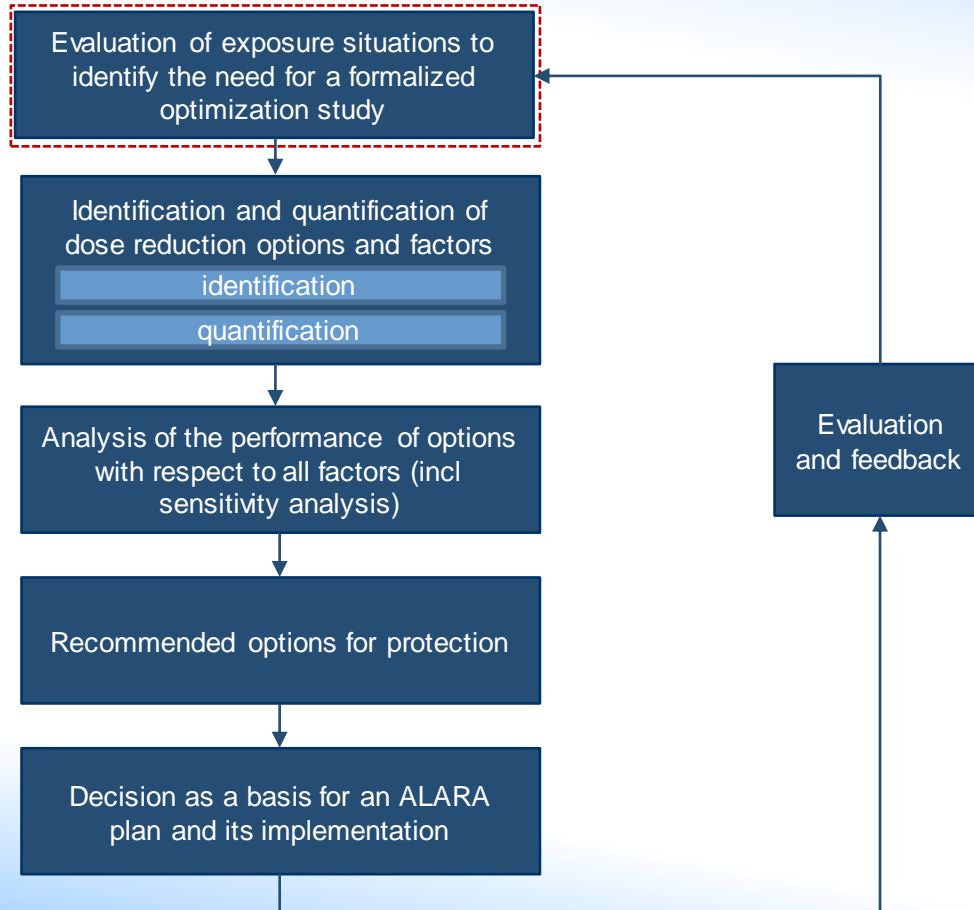 Evaluation of exposure situations to
identify the need for a formalized
optimization study
Identification and quantification of
dose reduction options and factors
identification
quantification
Analysis of the performance of options
with respect to all factors (incl
sensitivity analysis)
Recommended options for protection
Decision as a basis for an ALARA
plan and its implementation
Evaluation
and feedback